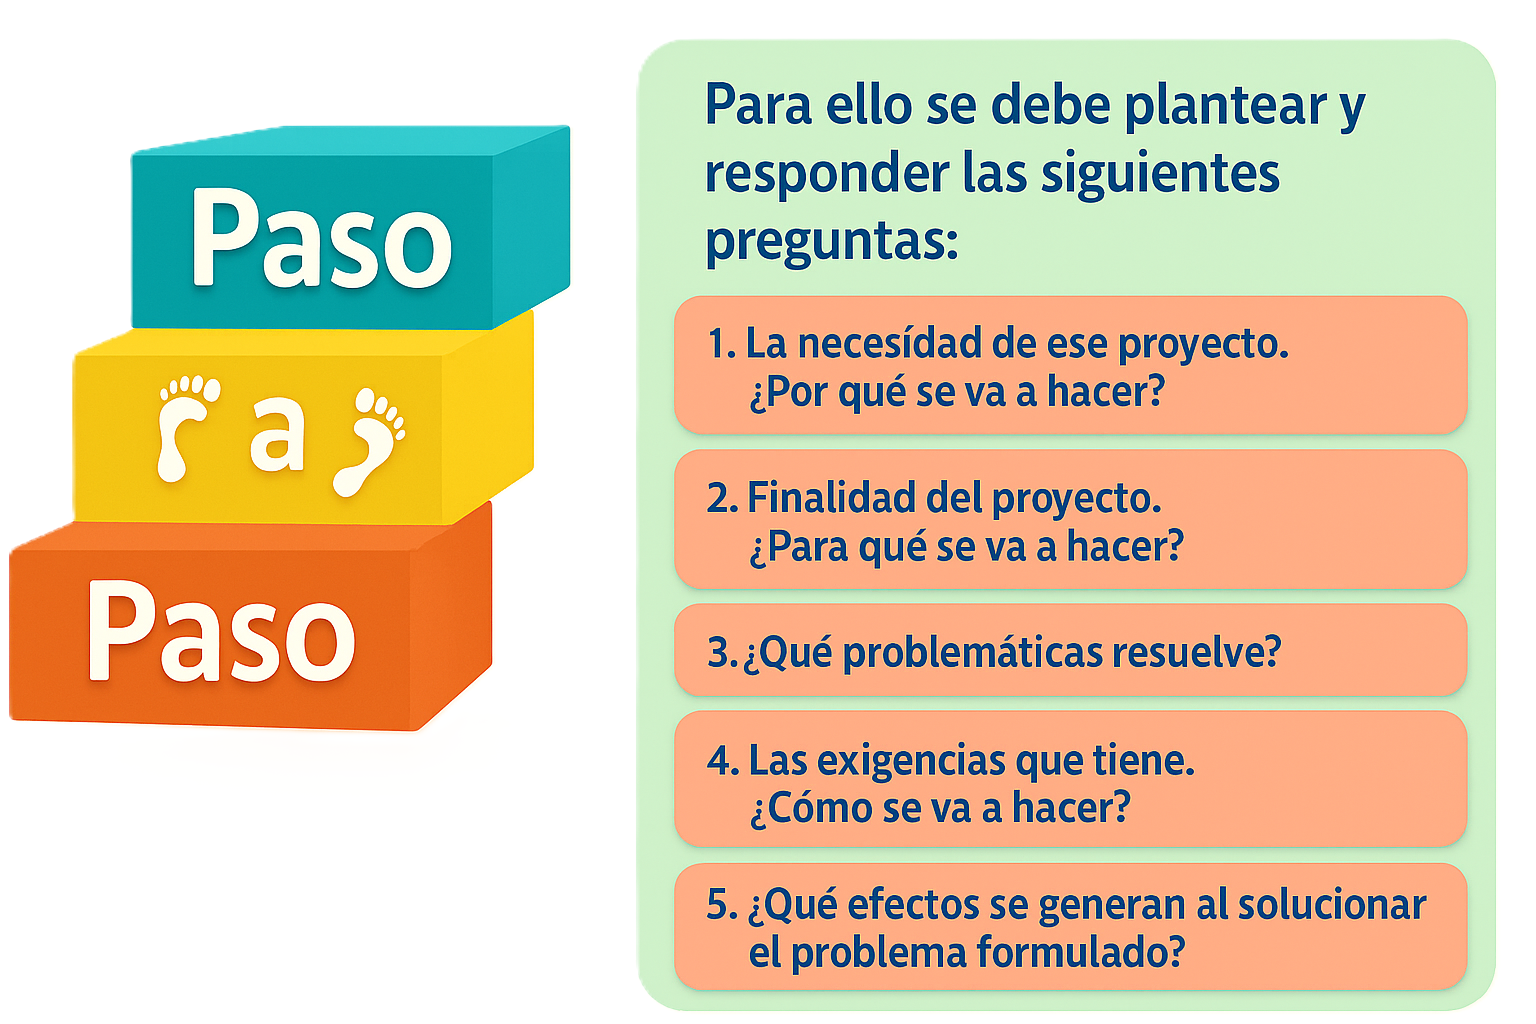 Paso
a
Paso
Para ello se debe plantear y
responder las siguientes
preguntas:
1. La necesídad de ese proyecto.
¿Por qué se va a hacer?
2. Finalidad del proyecto.
¿Para qué se va a hacer?
3.¿Qué problemáticas resuelve?
4. Las exigencias que tiene.
¿Cómo se va a hacer?
5. ¿Qué efectos se generan al solucionar
el problema formulado?